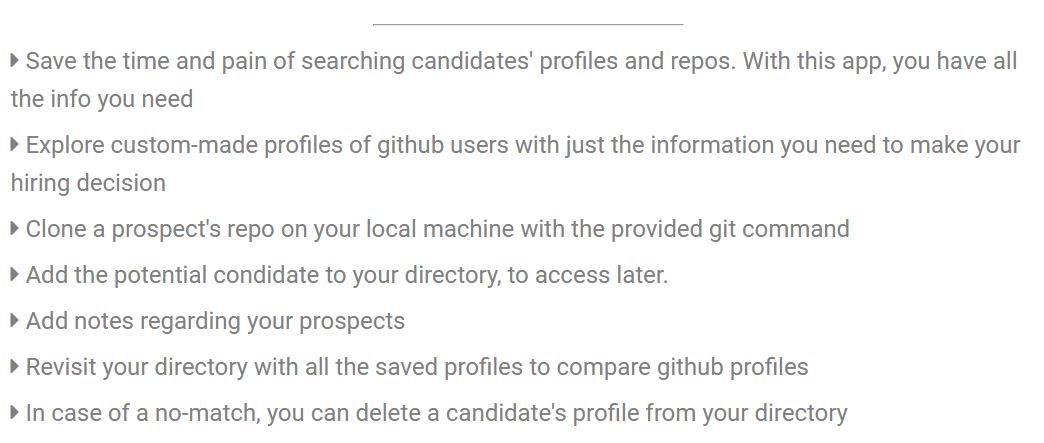 Save the time and pain of searching candidates' profiles and repos. With this app, you have all
the info you need
Explore custom-made profiles of github users with just the information you need to make your
hiring decision
Clone a prospect's repo on your local machine with the provided git command
Add the potential condidate to your directory, to access later.
Add notes regarding your prospects
Revisit your directory with all the saved profiles to compare github profiles
In case of a no-match, you can delete a candidate's profile from your directory